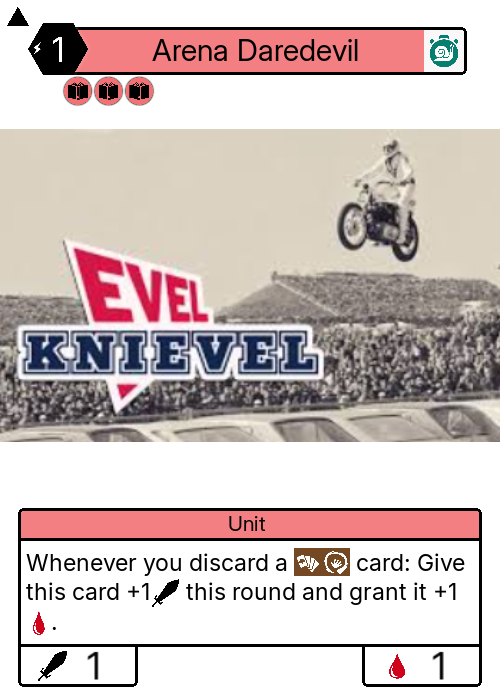 1
Arena Daredevil
EVEL
KNIEVEL
Unit
Whenever you discard a card: Give
this card +1 this round and grant it +1
.
1
1